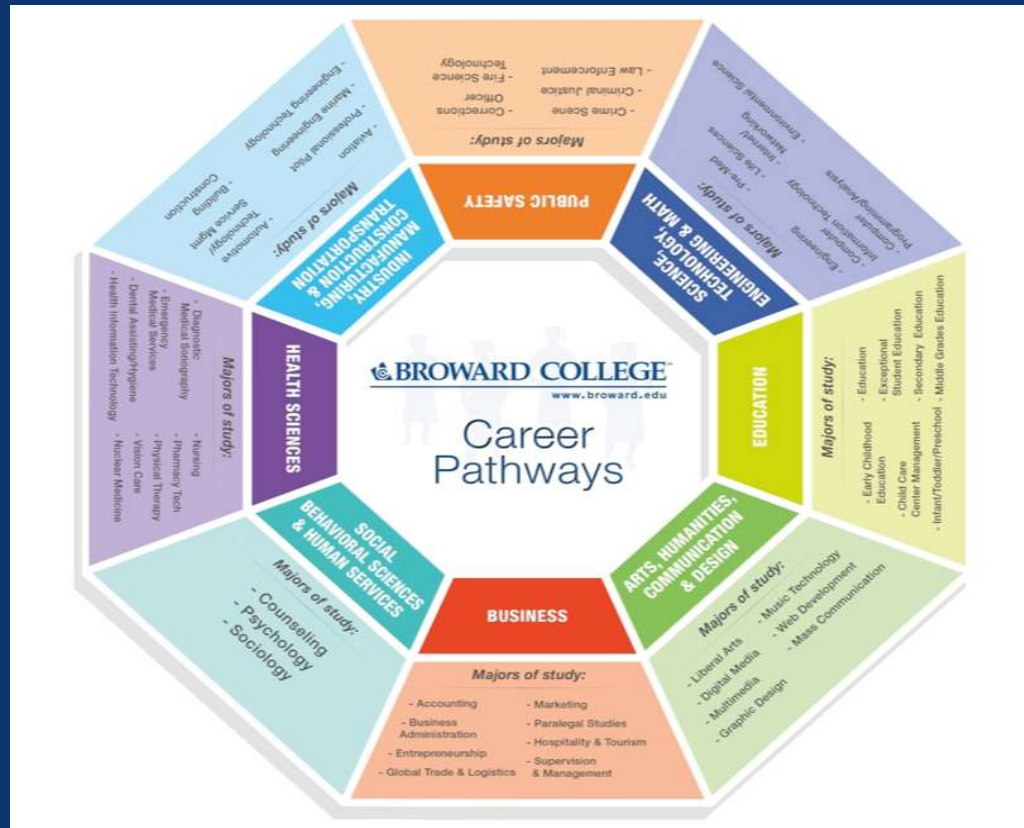 BROWARD COLLEGE
www.broward.edu
Career
Pathways
PUBLIC SAFETY
Majors of study:
- Crime Scene
- Criminal Justice
- Law Enforcement
- Corrections
Officer
- Fire Science
Technology
SCIENCE,
TECHNOLOGY,
ENGINEERING & MATH
Majors of study:
- Engineering
- Computer
Information Technology
- Computer
Programming/Analysis
- Pre-Med
- Life Sciences
- Internet/
Networking
- Environmental Science
EDUCATION
Majors of study:
- Early Childhood
Education
- Child Care
Center Management
- Infant/Toddler/Preschool
- Education
- Exceptional
Student Education
- Secondary Education
- Middle Grades Education
ARTS, HUMANITIES,
COMMUNICATION
& DESIGN
Majors of study:
- Liberal Arts
- Digital Media
- Multimedia
- Graphic Design
- Music Technology
- Web Development
- Mass Communication
BUSINESS
Majors of study:
- Accounting
- Business
Administration
- Entrepreneurship
- Global Trade & Logistics
- Marketing
- Paralegal Studies
- Hospitality & Tourism
- Supervision
& Management
SOCIAL
BEHAVIORAL SCIENCES
& HUMAN SERVICES
Majors of study:
- Counseling
- Psychology
- Sociology
HEALTH SCIENCES
Majors of study:
- Diagnostic
Medical Sonography
- Emergency
Medical Services
- Dental Assisting/Hygiene
- Health Information Technology
- Nursing
- Pharmacy Tech
- Physical Therapy
- Vision Care
- Nuclear Medicine
INDUSTRY,
MANUFACTURING,
CONSTRUCTION &
TRANSPORTATION
Majors of study:
- Automotive
Technology/
Service Mgmt
- Building
Construction
- Aviation
- Professional Pilot
- Marine Engineering
- Engineering Technology